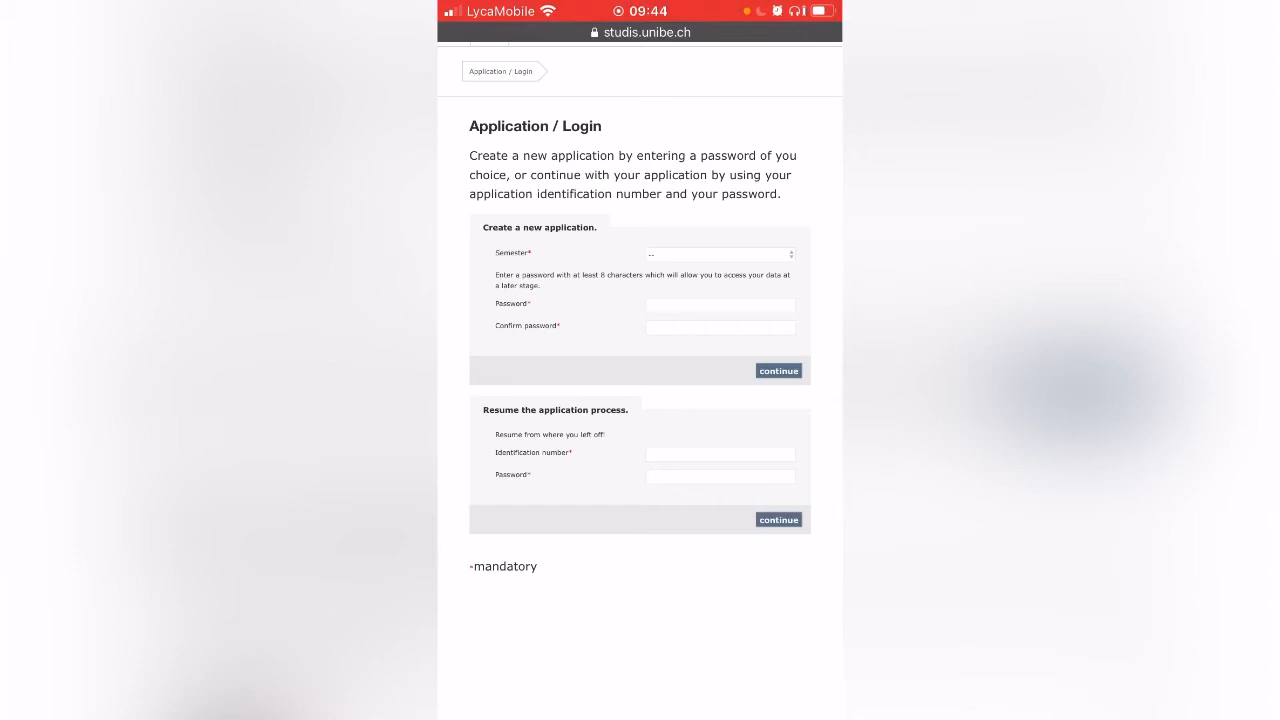 LycaMobile 09:44
studis.unibe.ch
Application / Login
Application / Login
Create a new application by entering a password of you
choice, or continue with your application by using your
application identification number and your password.
Create a new application.
Semester* --
Enter a password with at least 8 characters which will allow you to access your data at
a later stage.
Password*
Confirm password*
continue
Resume the application process.
Resume from where you left off!
Identification number*
Password*
continue
*mandatory